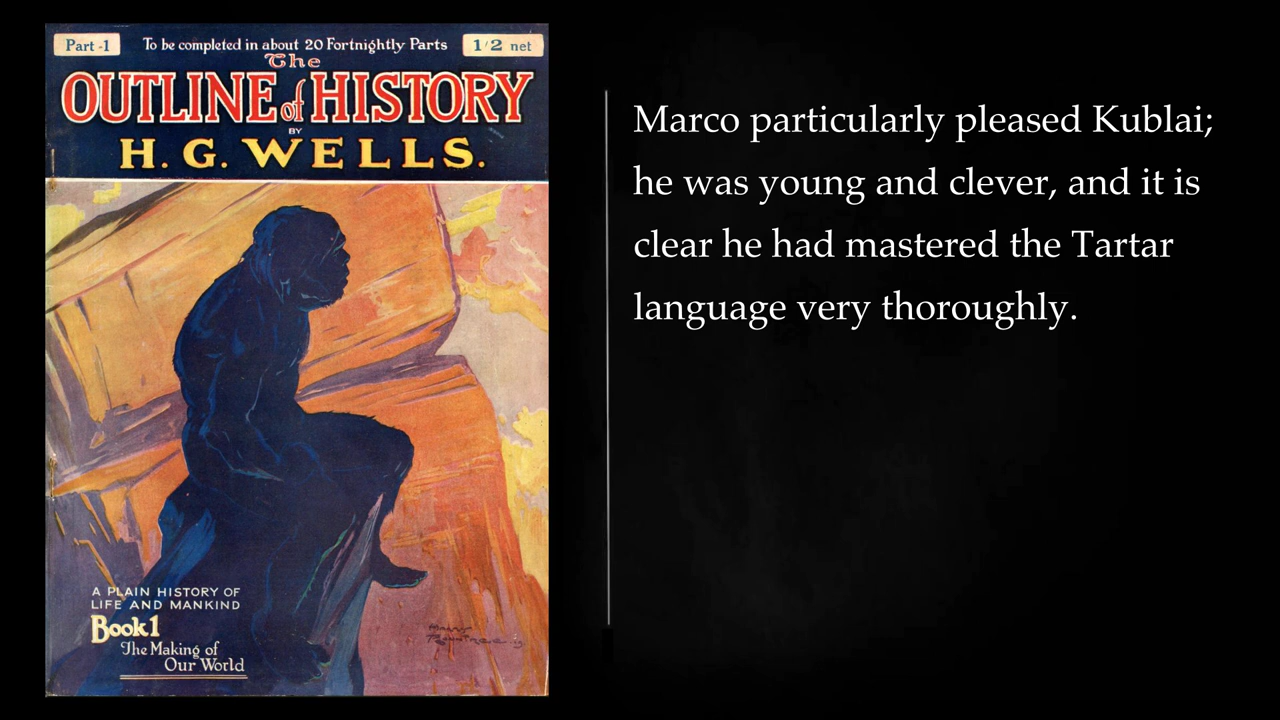 Part -1
To be completed in about 20 Fortnightly Parts
1/2 net
The
OUTLINE of HISTORY
BY
H. G. WELLS.
A PLAIN HISTORY OF
LIFE AND MANKIND
Book 1
The Making of
Our World
Marco particularly pleased Kublai;
he was young and clever, and it is
clear he had mastered the Tartar
language very thoroughly.